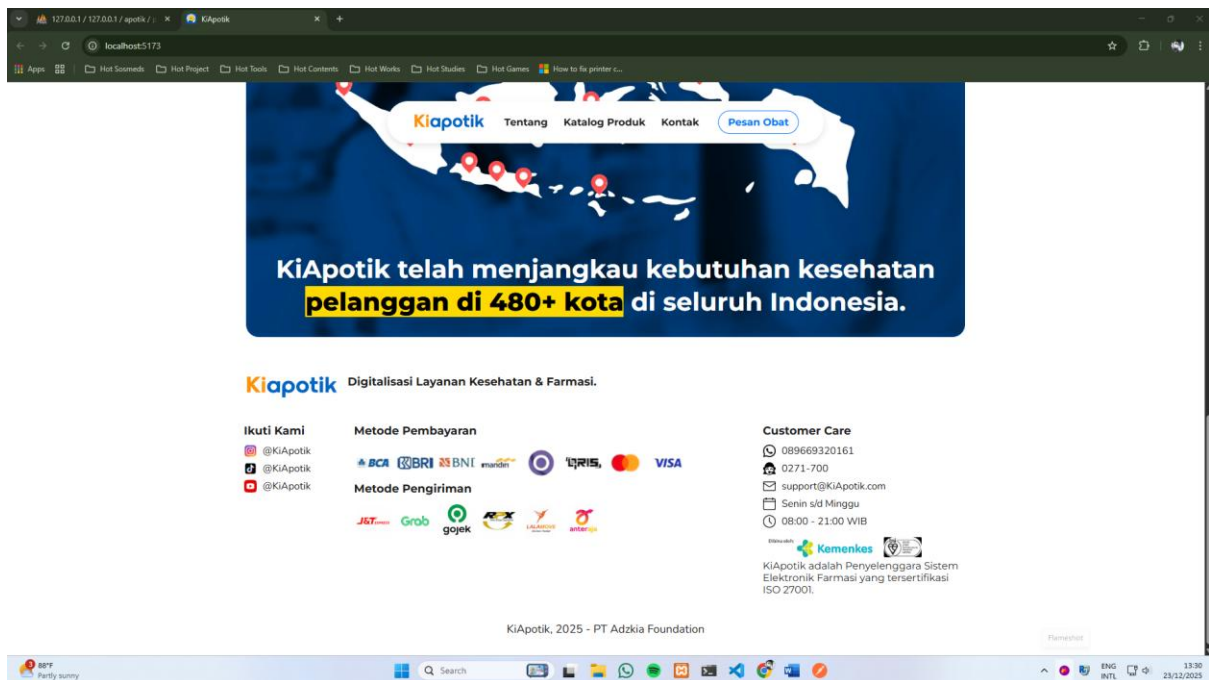 127.0.0.1 / 127.0.0.1 / apotik / p
KiApotik
localhost:5173
Apps
Hot Sosmeds
Hot Project
Hot Tools
Hot Contents
Hot Works
Hot Studies
Hot Games
How to fix printer c...
Kiapotik
Tentang
Katalog Produk
Kontak
Pesan Obat
KiApotik telah menjangkau kebutuhan kesehatan
pelanggan di 480+ kota di seluruh Indonesia.
Kiapotik
Digitalisasi Layanan Kesehatan & Farmasi.
Ikuti Kami
@KiApotik
@KiApotik
@KiApotik
Metode Pembayaran
BCA BRI BNI mandiri QRIS VISA
Metode Pengiriman
J&T EXPRESS Grab gojek RPX LALAMOVE anteraja
Customer Care
089669320161
0271-700
support@KiApotik.com
Senin s/d Minggu
08:00 - 21:00 WIB
Kemenkes
KiApotik adalah Penyelenggara Sistem
Elektronik Farmasi yang tersertifikasi
ISO 27001.
KiApotik, 2025 - PT Adzkia Foundation
Flameshot
3
88°F
Partly sunny
Search
ENG
INTL
13:30
23/12/2025